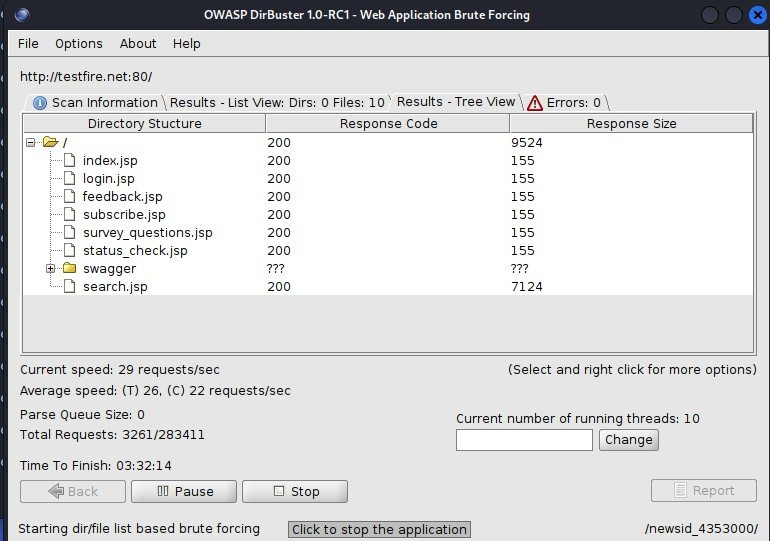 OWASP DirBuster 1.0-RC1 - Web Application Brute Forcing
File Options About Help
http://testfire.net:80/
Scan Information Results - List View: Dirs: 0 Files: 10 Results - Tree View Errors: 0
Directory Stucture Response Code Response Size
/ 200 9524
index.jsp 200 155
login.jsp 200 155
feedback.jsp 200 155
subscribe.jsp 200 155
survey_questions.jsp 200 155
status_check.jsp 200 155
swagger ??? ???
search.jsp 200 7124
Current speed: 29 requests/sec (Select and right click for more options)
Average speed: (T) 26, (C) 22 requests/sec
Parse Queue Size: 0
Current number of running threads: 10
Total Requests: 3261/283411
Change
Time To Finish: 03:32:14
Back Pause Stop Report
Starting dir/file list based brute forcing Click to stop the application /newsid_4353000/